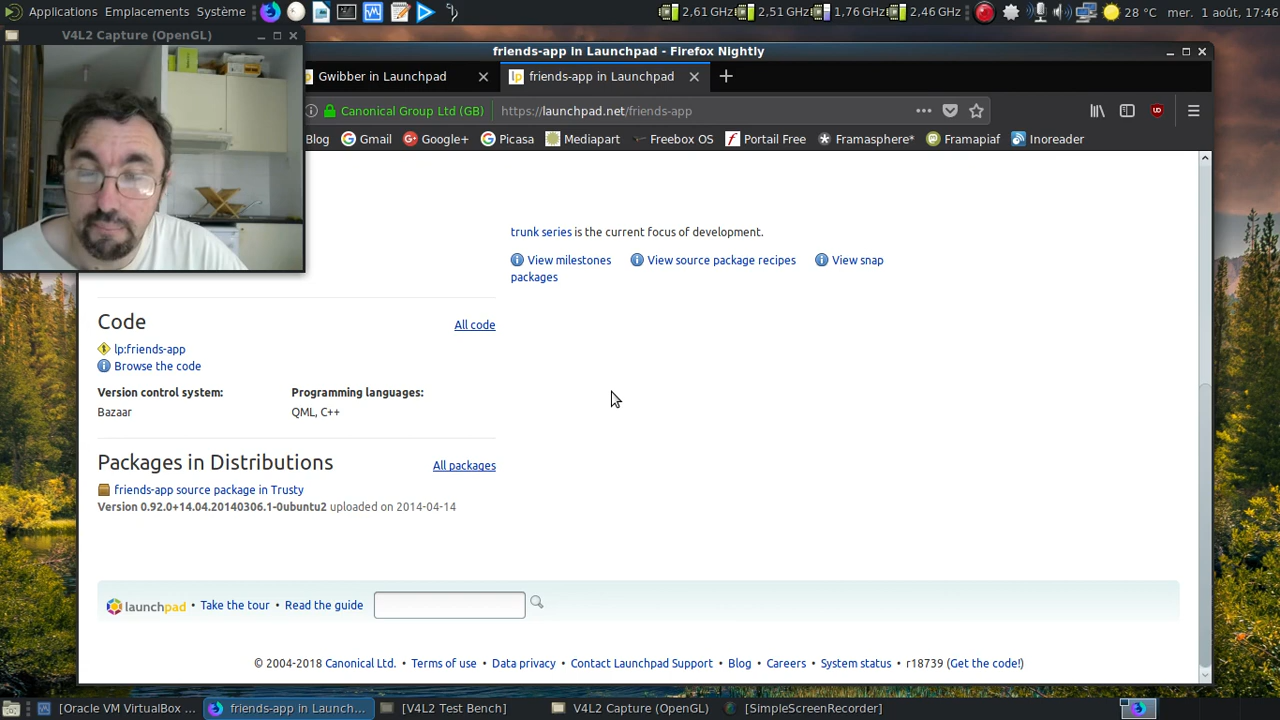 Applications Emplacements Système 2,61 GHz 2,51 GHz 1,76 GHz 2,46 GHz 28 °C mer. 1 août, 17:46
V4L2 Capture (OpenGL)
friends-app in Launchpad - Firefox Nightly
Gwibber in Launchpad friends-app in Launchpad
Canonical Group Ltd (GB) https://launchpad.net/friends-app
Blog Gmail Google+ Picasa Mediapart Freebox OS Portail Free Framasphere* Framapiaf Inoreader
trunk series is the current focus of development.
View milestones View source package recipes View snap
packages
Code All code
lp:friends-app
Browse the code
Version control system: Programming languages:
Bazaar QML, C++
Packages in Distributions All packages
friends-app source package in Trusty
Version 0.92.0+14.04.20140306.1-0ubuntu2 uploaded on 2014-04-14
launchpad • Take the tour • Read the guide
© 2004-2018 Canonical Ltd. • Terms of use • Data privacy • Contact Launchpad Support • Blog • Careers • System status • r18739 (Get the code!)
[Oracle VM VirtualBox ... friends-app in Launch... [V4L2 Test Bench] V4L2 Capture (OpenGL) [SimpleScreenRecorder]